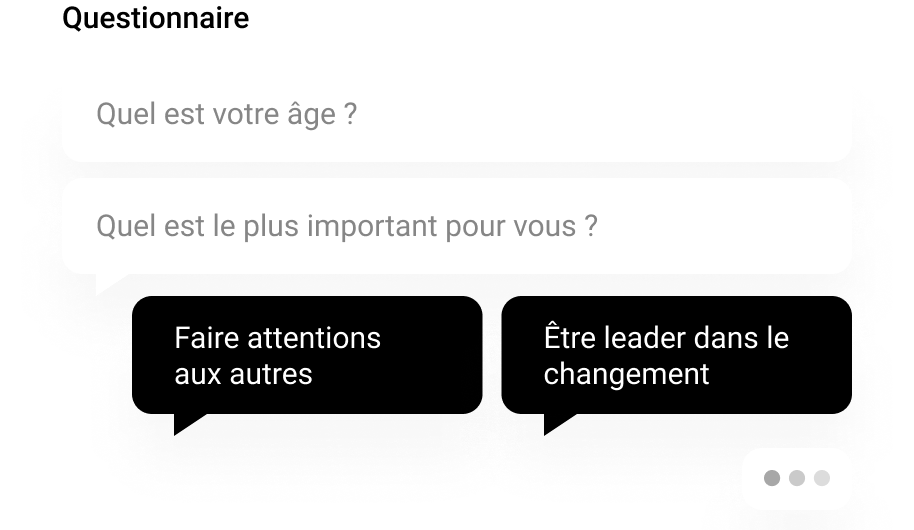 Questionnaire
Quel est votre âge ?
Quel est le plus important pour vous ?
Faire attentions
aux autres
Être leader dans le
changement